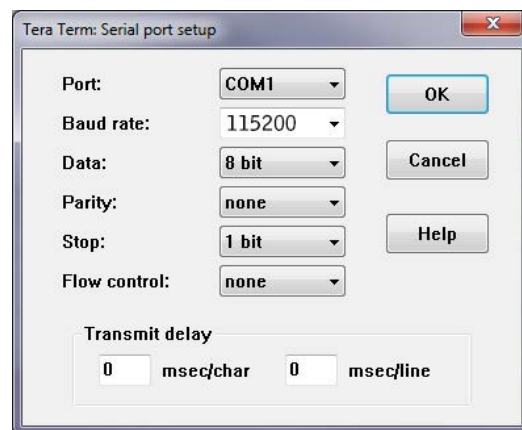 Tera Term: Serial port setup
X
Port: COM1 OK
Baud rate: 115200
Data: 8 bit Cancel
Parity: none
Stop: 1 bit Help
Flow control: none
Transmit delay
0 msec/char 0 msec/line